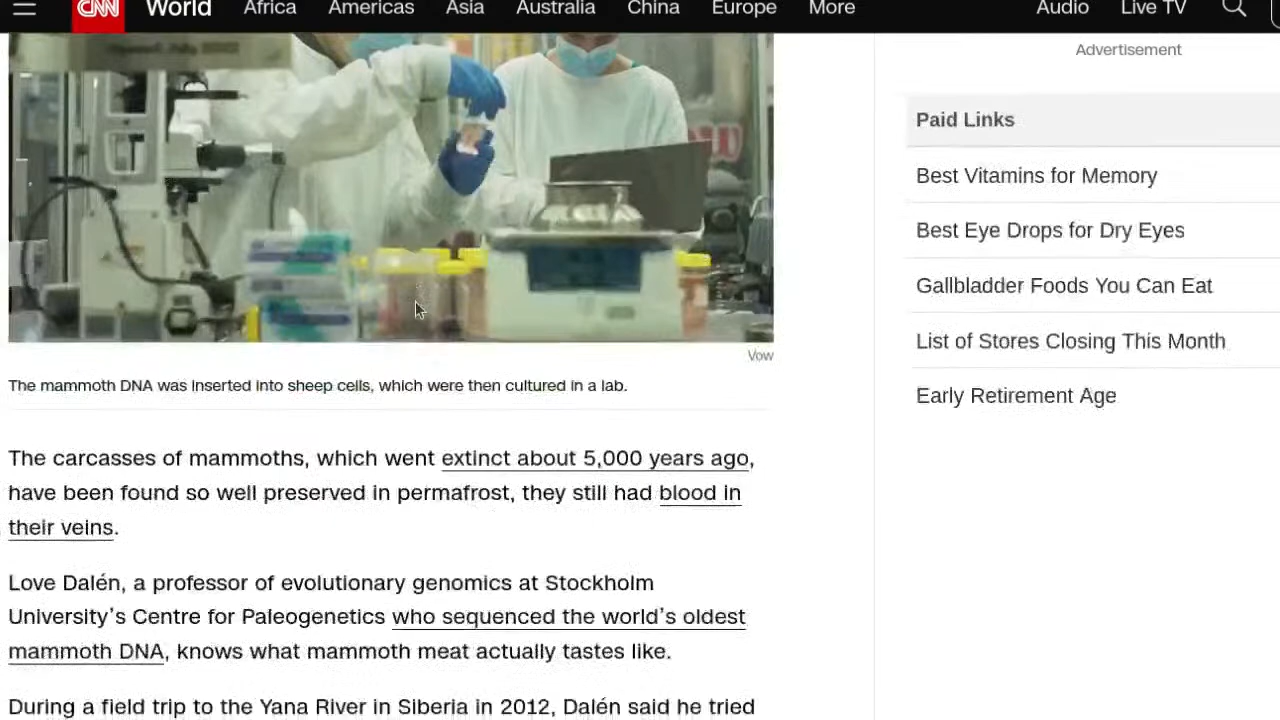 CNN World Africa Americas Asia Australia China Europe More Audio Live TV
Advertisement
Paid Links
Best Vitamins for Memory
Best Eye Drops for Dry Eyes
Gallbladder Foods You Can Eat
List of Stores Closing This Month
Early Retirement Age
Vow
The mammoth DNA was inserted into sheep cells, which were then cultured in a lab.
The carcasses of mammoths, which went extinct about 5,000 years ago,
have been found so well preserved in permafrost, they still had blood in
their veins.
Love Dalén, a professor of evolutionary genomics at Stockholm
University's Centre for Paleogenetics who sequenced the world's oldest
mammoth DNA, knows what mammoth meat actually tastes like.
During a field trip to the Yana River in Siberia in 2012, Dalén said he tried